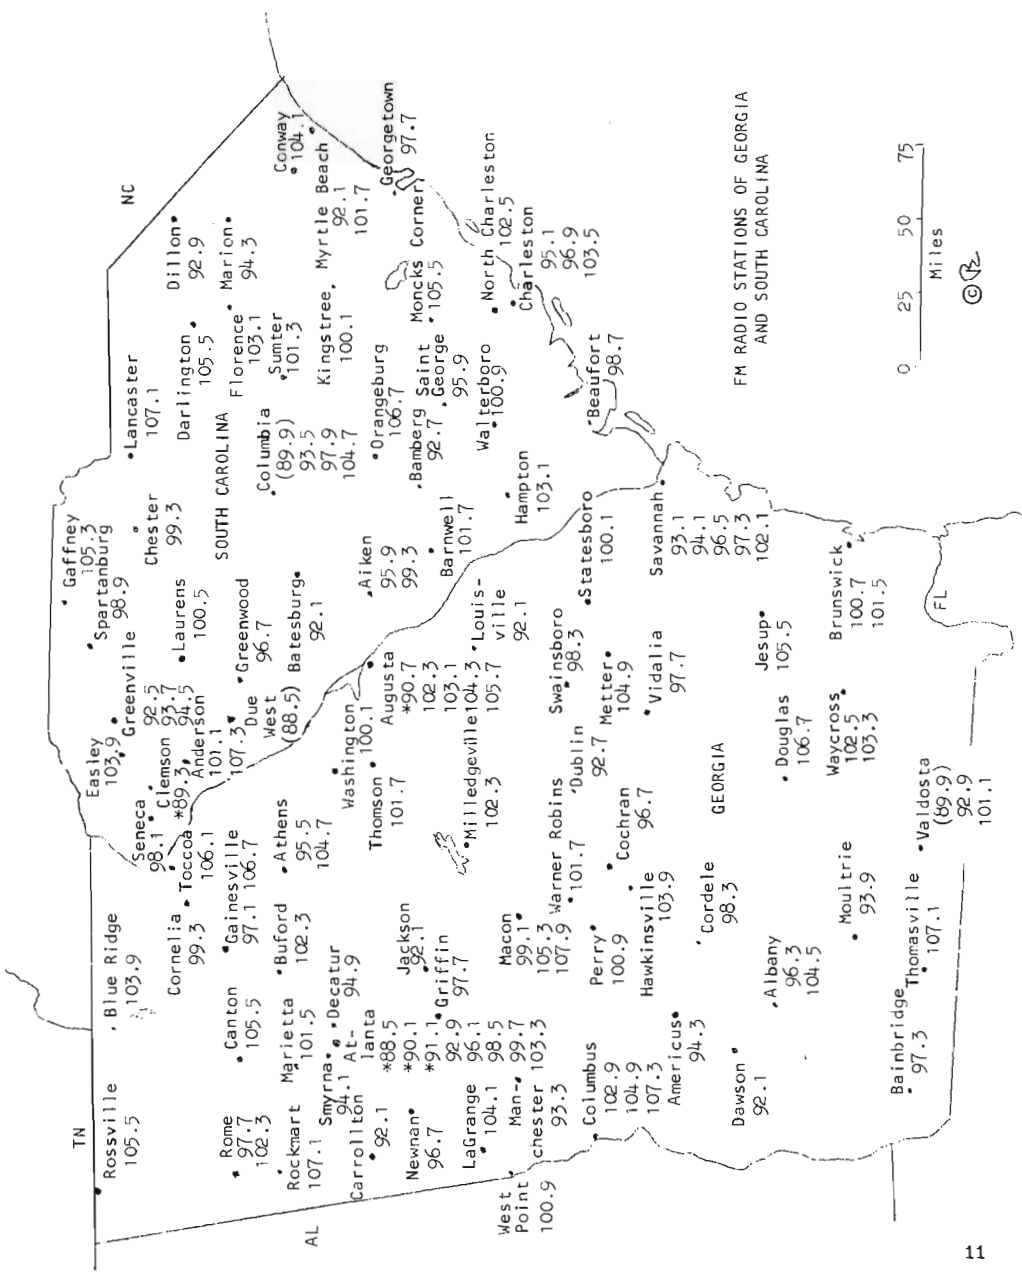 TN
NC
Rossville
105.5
Blue Ridge
103.9
Easley
103.9
Gaffney
105.3
Spartanburg
98.9
Greenville
92.5
93.7
94.5
Lancaster
107.1
Chester
99.3
Dillon
92.9
Seneca
98.1
Clemson
*89.3
Toccoa
106.1
Cornelia
99.3
Anderson
101.1
107.3
Laurens
100.5
Darlington
105.5
Marion
94.3
Florence
103.1
SOUTH CAROLINA
Rome
97.7
102.3
Canton
105.5
Gainesville
97.1 106.7
Due
West
(88.5)
Greenwood
96.7
Columbia
(89.9)
93.5
97.9
104.7
Sumter
101.3
Conway
104.1
Rockmart
107.1
Marietta
101.5
Buford
102.3
Athens
95.5
104.7
Batesburg
92.1
Kingstree
100.1
Myrtle Beach
92.1
101.7
AL
Smyrna
94.1
Decatur
94.9
Carrollton
92.1
At-
lanta
*88.5
*90.1
*91.1
92.9
96.1
98.5
99.7
103.3
Washington
100.1
Thomson
101.7
Augusta
*90.7
102.3
103.1
104.3
105.7
Aiken
95.9
99.3
Orangeburg
106.7
Georgetown
97.7
Newnan
96.7
Jackson
92.1
Griffin
97.7
Bamberg
92.7
Saint
George
95.9
Moncks Corner
105.5
Barnwell
101.7
LaGrange
104.1
Milledgeville
102.3
Louis-
ville
92.1
Walterboro
100.9
North Charleston
102.5
West
Point
100.9
Man-
chester
93.3
Macon
99.1
105.3
107.9
Hampton
103.1
Charleston
95.1
96.9
103.5
Warner Robins
101.7
Swainsboro
98.3
Dublin
92.7
Statesboro
100.1
Beaufort
98.7
Columbus
102.9
104.9
107.3
Perry
100.9
Cochran
96.7
Metter
104.9
Hawkinsville
103.9
Vidalia
97.7
Savannah
93.1
94.1
96.5
97.3
102.1
Americus
94.3
Cordele
98.3
GEORGIA
Dawson
92.1
Albany
96.3
104.5
Douglas
106.7
Jesup
105.5
Waycross
102.5
103.3
Brunswick
100.7
101.5
Moultrie
93.9
Bainbridge
97.3
Thomasville
107.1
Valdosta
(89.9)
92.9
101.1
FL
FM RADIO STATIONS OF GEORGIA
AND SOUTH CAROLINA
0 25 50 75
Miles
©
11